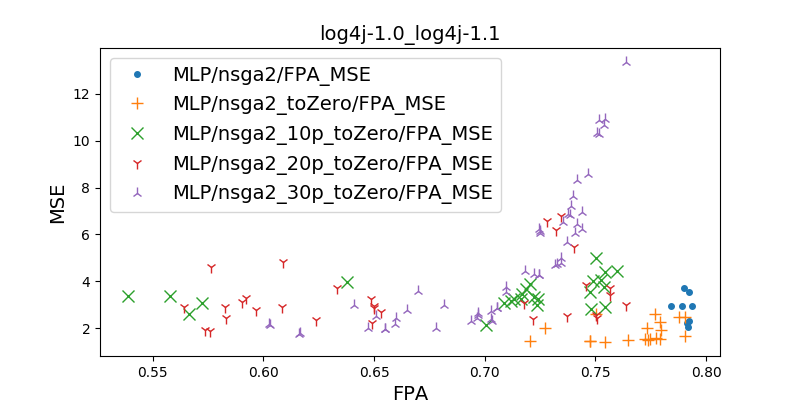 log4j-1.0_log4j-1.1
MLP/nsga2/FPA_MSE
MLP/nsga2_toZero/FPA_MSE
MLP/nsga2_10p_toZero/FPA_MSE
MLP/nsga2_20p_toZero/FPA_MSE
MLP/nsga2_30p_toZero/FPA_MSE
MSE
12
10
8
6
4
2
0.55 0.60 0.65 0.70 0.75 0.80
FPA